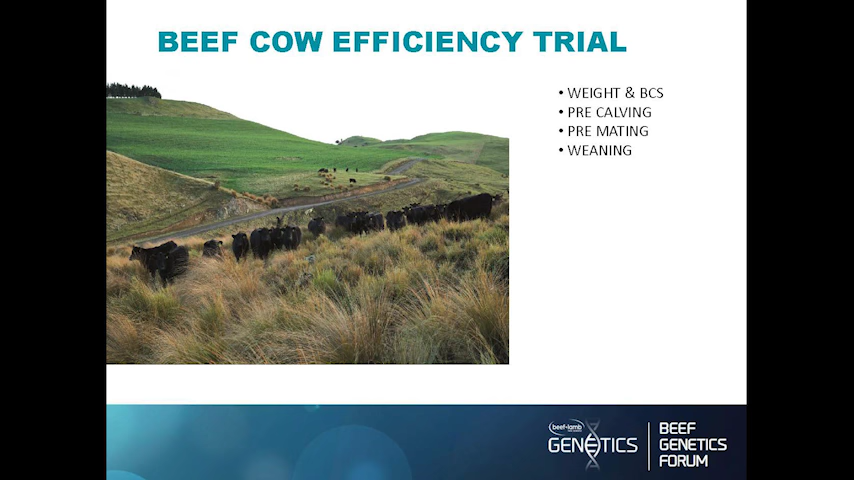 BEEF COW EFFICIENCY TRIAL
• WEIGHT & BCS
• PRE CALVING
• PRE MATING
• WEANING
beef+lamb
GENETICS
BEEF
GENETICS
FORUM